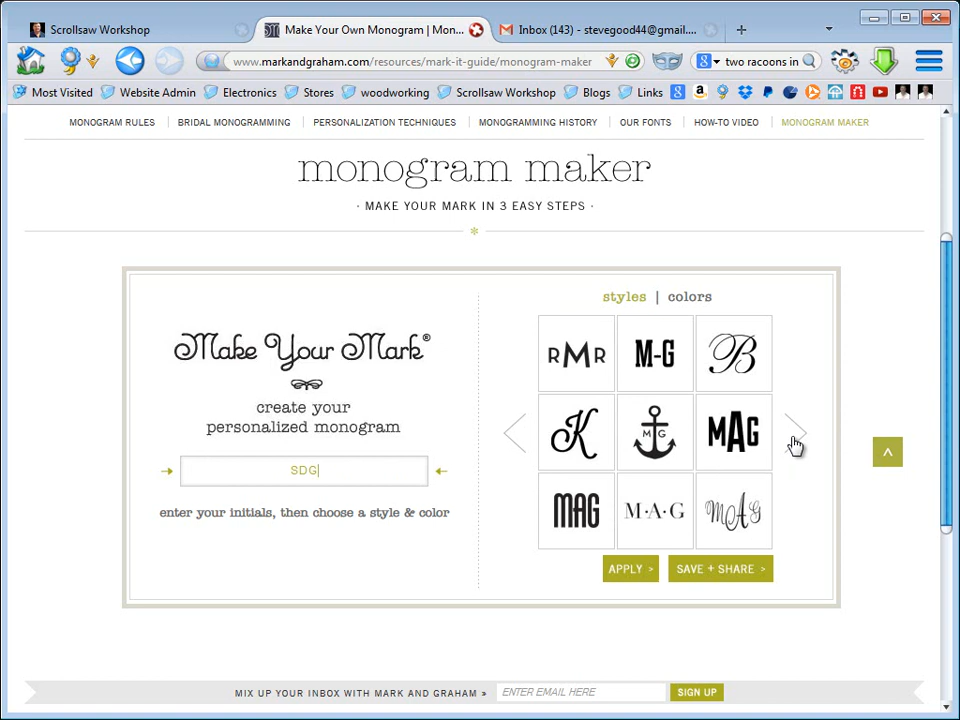 Scrollsaw Workshop
Make Your Own Monogram | Mon...
Inbox (143) - stevegood44@gmail....
www.markandgraham.com/resources/mark-it-guide/monogram-maker
two racoons in
Most Visited
Website Admin
Electronics
Stores
woodworking
Scrollsaw Workshop
Blogs
Links
MONOGRAM RULES
BRIDAL MONOGRAMMING
PERSONALIZATION TECHNIQUES
MONOGRAMMING HISTORY
OUR FONTS
HOW-TO VIDEO
MONOGRAM MAKER
monogram maker
· MAKE YOUR MARK IN 3 EASY STEPS ·
styles | colors
Make Your Mark®
create your
personalized monogram
SDG
enter your initials, then choose a style & color
RMR
M-G
B
K
M G
MAG
MAG
M·A·G
MAG
APPLY >
SAVE + SHARE >
MIX UP YOUR INBOX WITH MARK AND GRAHAM »
ENTER EMAIL HERE
SIGN UP